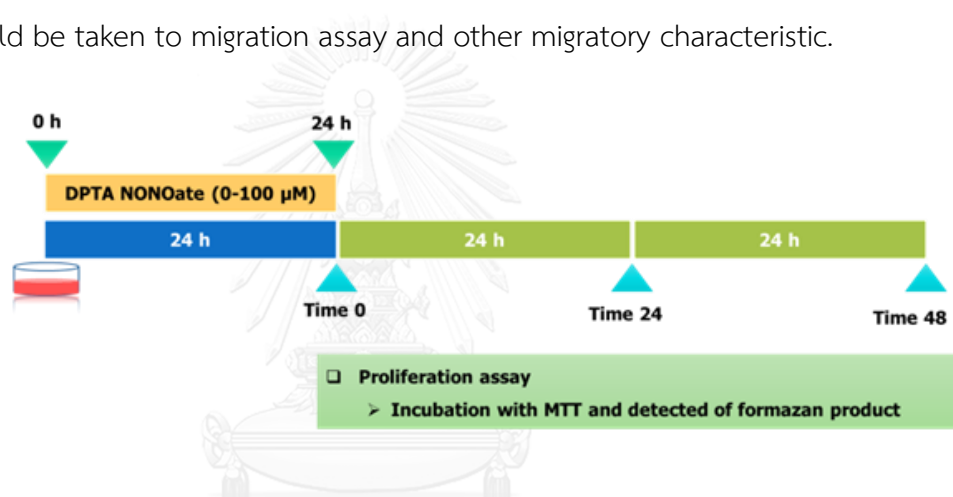 be taken to migration assay and other migratory characteristic.
0 h
24 h
DPTA NONOate (0-100 µM)
24 h
24 h
24 h
Time 0
Time 24
Time 48
❑ Proliferation assay
➢ Incubation with MTT and detected of formazan product